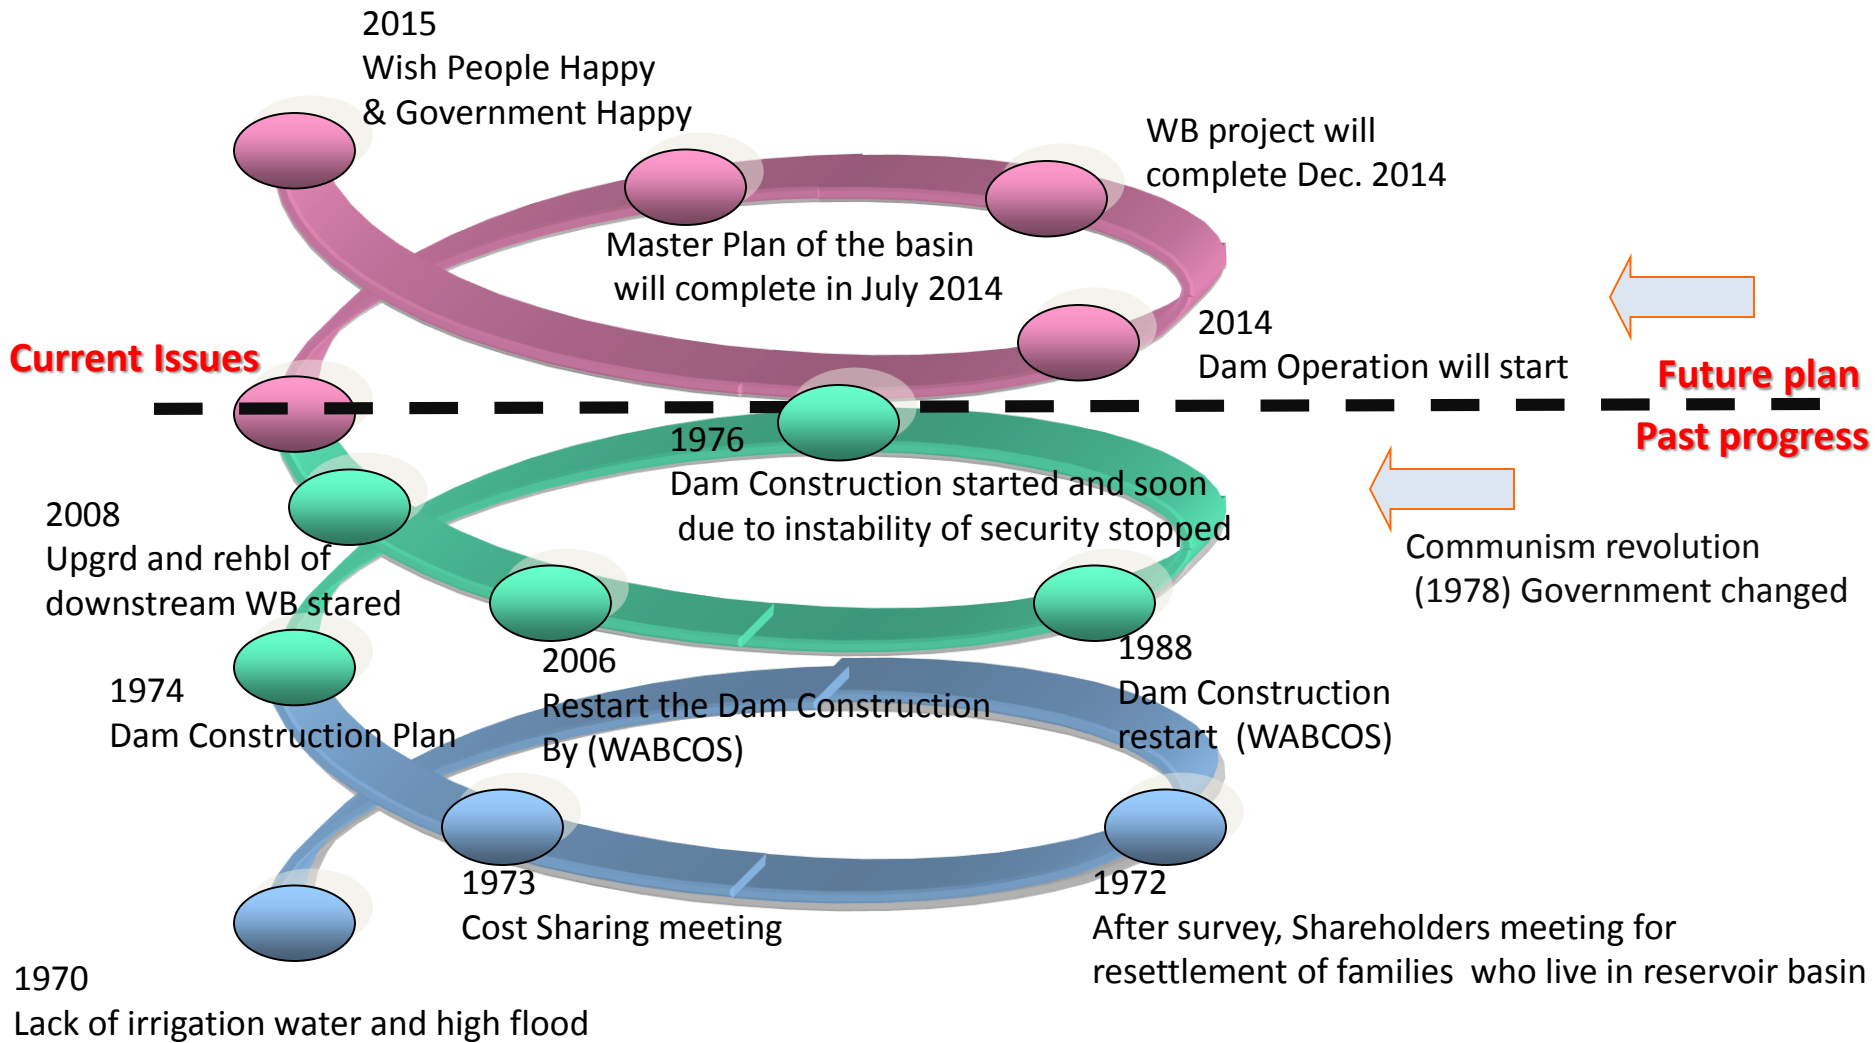 2015
Wish People Happy
& Government Happy
WB project will
complete Dec. 2014
Master Plan of the basin
will complete in July 2014
2014
Dam Operation will start
Current Issues
Future plan
Past progress
1976
Dam Construction started and soon
due to instability of security stopped
2008
Upgrd and rehbl of
downstream WB stared
Communism revolution
(1978) Government changed
1974
Dam Construction Plan
2006
Restart the Dam Construction
By (WABCOS)
1988
Dam Construction
restart (WABCOS)
1973
Cost Sharing meeting
1972
After survey, Shareholders meeting for
resettlement of families who live in reservoir basin
1970
Lack of irrigation water and high flood